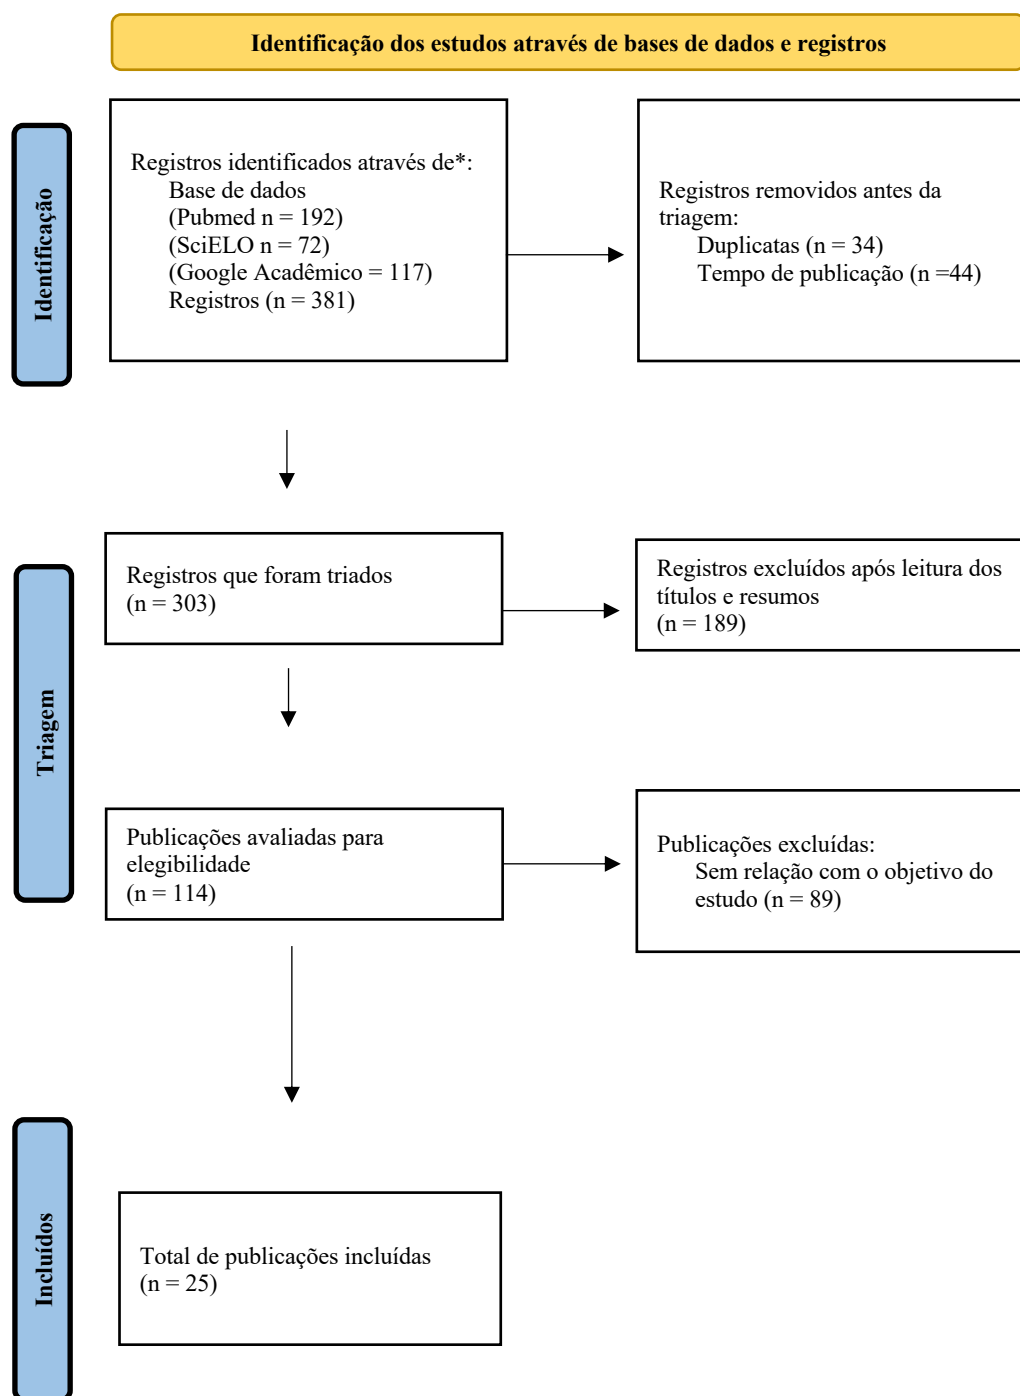 Identificação dos estudos através de bases de dados e registros
Identificação
Registros identificados através de*:
Base de dados
(Pubmed n = 192)
(SciELO n = 72)
(Google Acadêmico = 117)
Registros (n = 381)
Registros removidos antes da
triagem:
Duplicatas (n = 34)
Tempo de publicação (n =44)
Triagem
Registros que foram triados
(n = 303)
Registros excluídos após leitura dos
títulos e resumos
(n = 189)
Publicações avaliadas para
elegibilidade
(n = 114)
Publicações excluídas:
Sem relação com o objetivo do
estudo (n = 89)
Incluídos
Total de publicações incluídas
(n = 25)